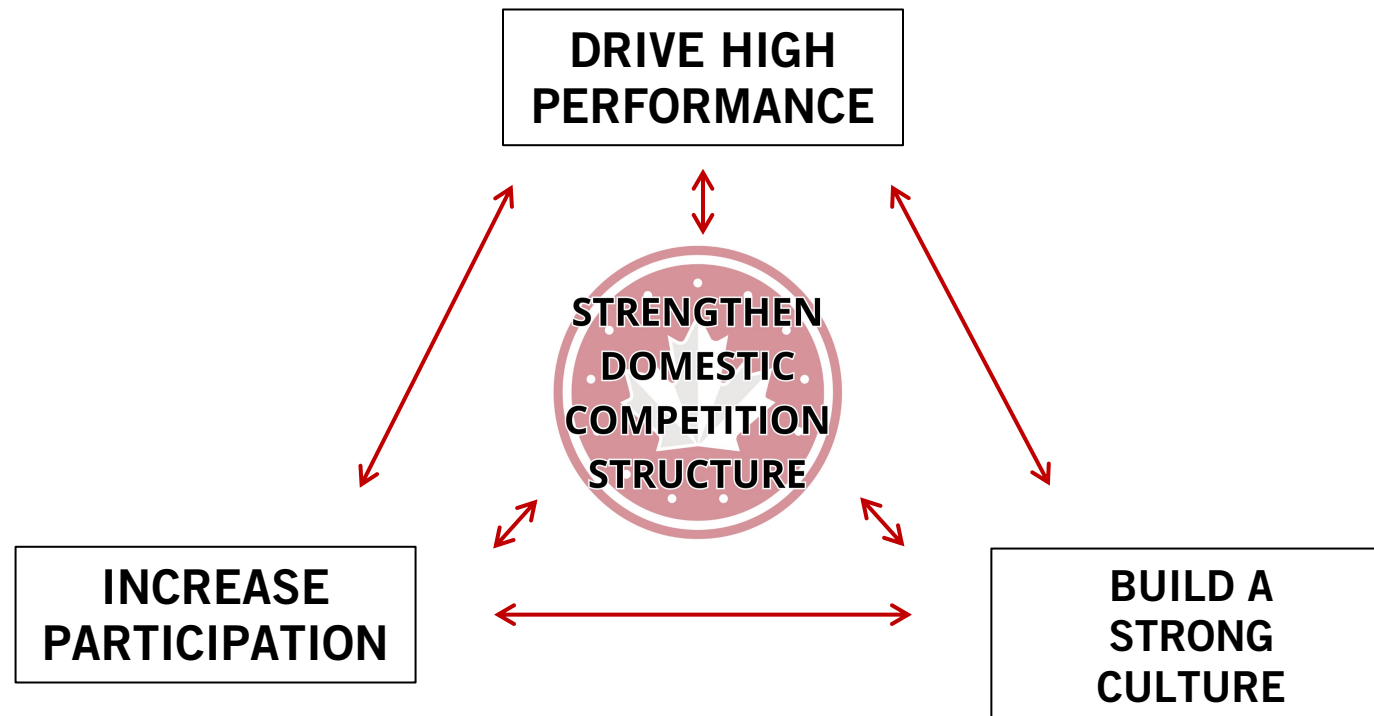 DRIVE HIGH
PERFORMANCE
STRENGTHEN
DOMESTIC
COMPETITION
STRUCTURE
INCREASE
PARTICIPATION
BUILD A
STRONG
CULTURE